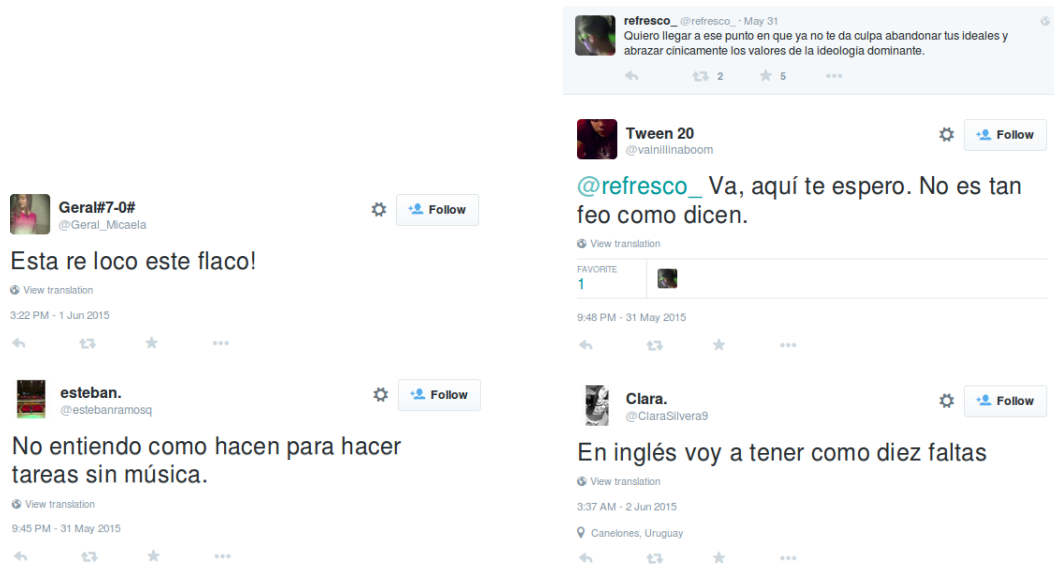 Geral#7-0#
@Geral_Micaela
Follow
Esta re loco este flaco!
View translation
3:22 PM - 1 Jun 2015
esteban.
@estebanramosq
Follow
No entiendo como hacen para hacer
tareas sin música.
View translation
9:45 PM - 31 May 2015
refresco_ @refresco_ · May 31
Quiero llegar a ese punto en que ya no te da culpa abandonar tus ideales y
abrazar cínicamente los valores de la ideología dominante.
2 5
Tween 20
@vainillinaboom
Follow
@refresco_ Va, aquí te espero. No es tan
feo como dicen.
View translation
FAVORITE
1
9:48 PM - 31 May 2015
Clara.
@ClaraSilvera9
Follow
En inglés voy a tener como diez faltas
View translation
3:37 AM - 2 Jun 2015
Canelones, Uruguay